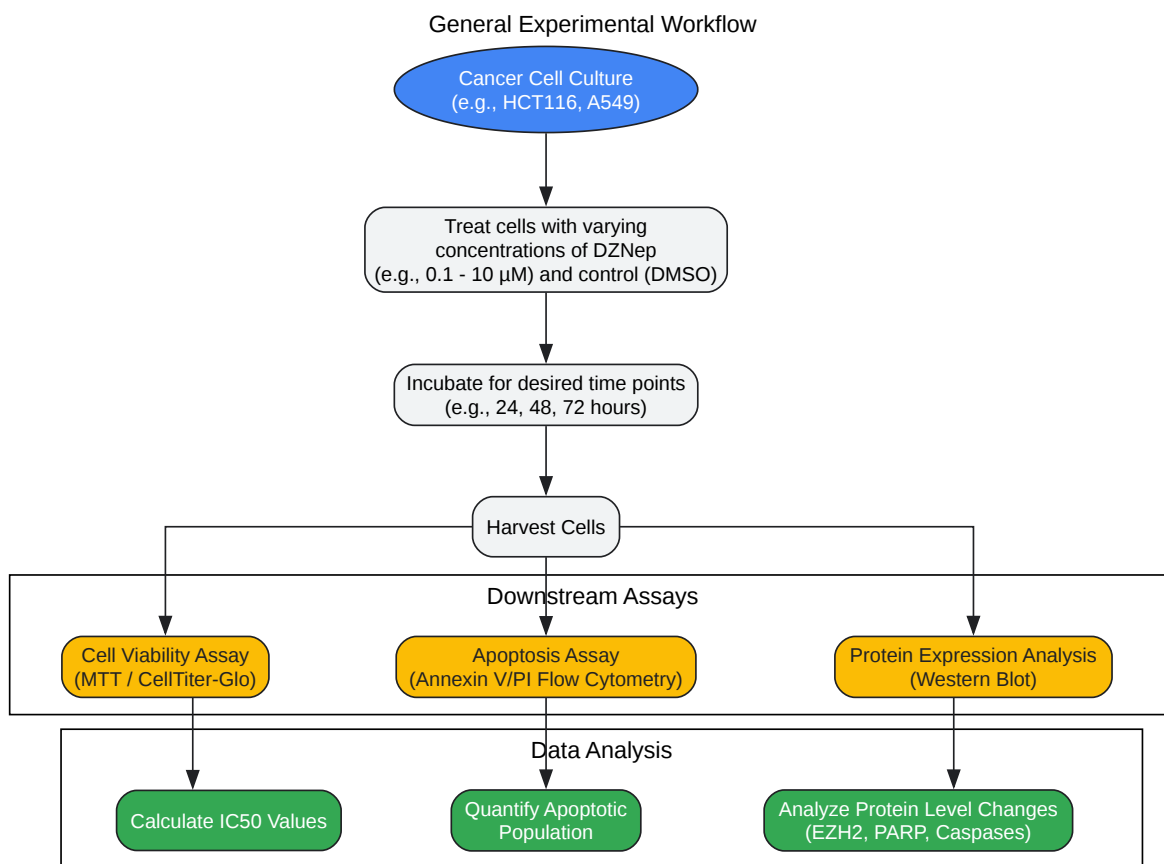 General Experimental Workflow
Cancer Cell Culture
(e.g., HCT116, A549)
Treat cells with varying
concentrations of DZNep
(e.g., 0.1 - 10 µM) and control (DMSO)
Incubate for desired time points
(e.g., 24, 48, 72 hours)
Harvest Cells
Downstream Assays
Cell Viability Assay
(MTT / CellTiter-Glo)
Apoptosis Assay
(Annexin V/PI Flow Cytometry)
Protein Expression Analysis
(Western Blot)
Data Analysis
Calculate IC50 Values
Quantify Apoptotic
Population
Analyze Protein Level Changes
(EZH2, PARP, Caspases)